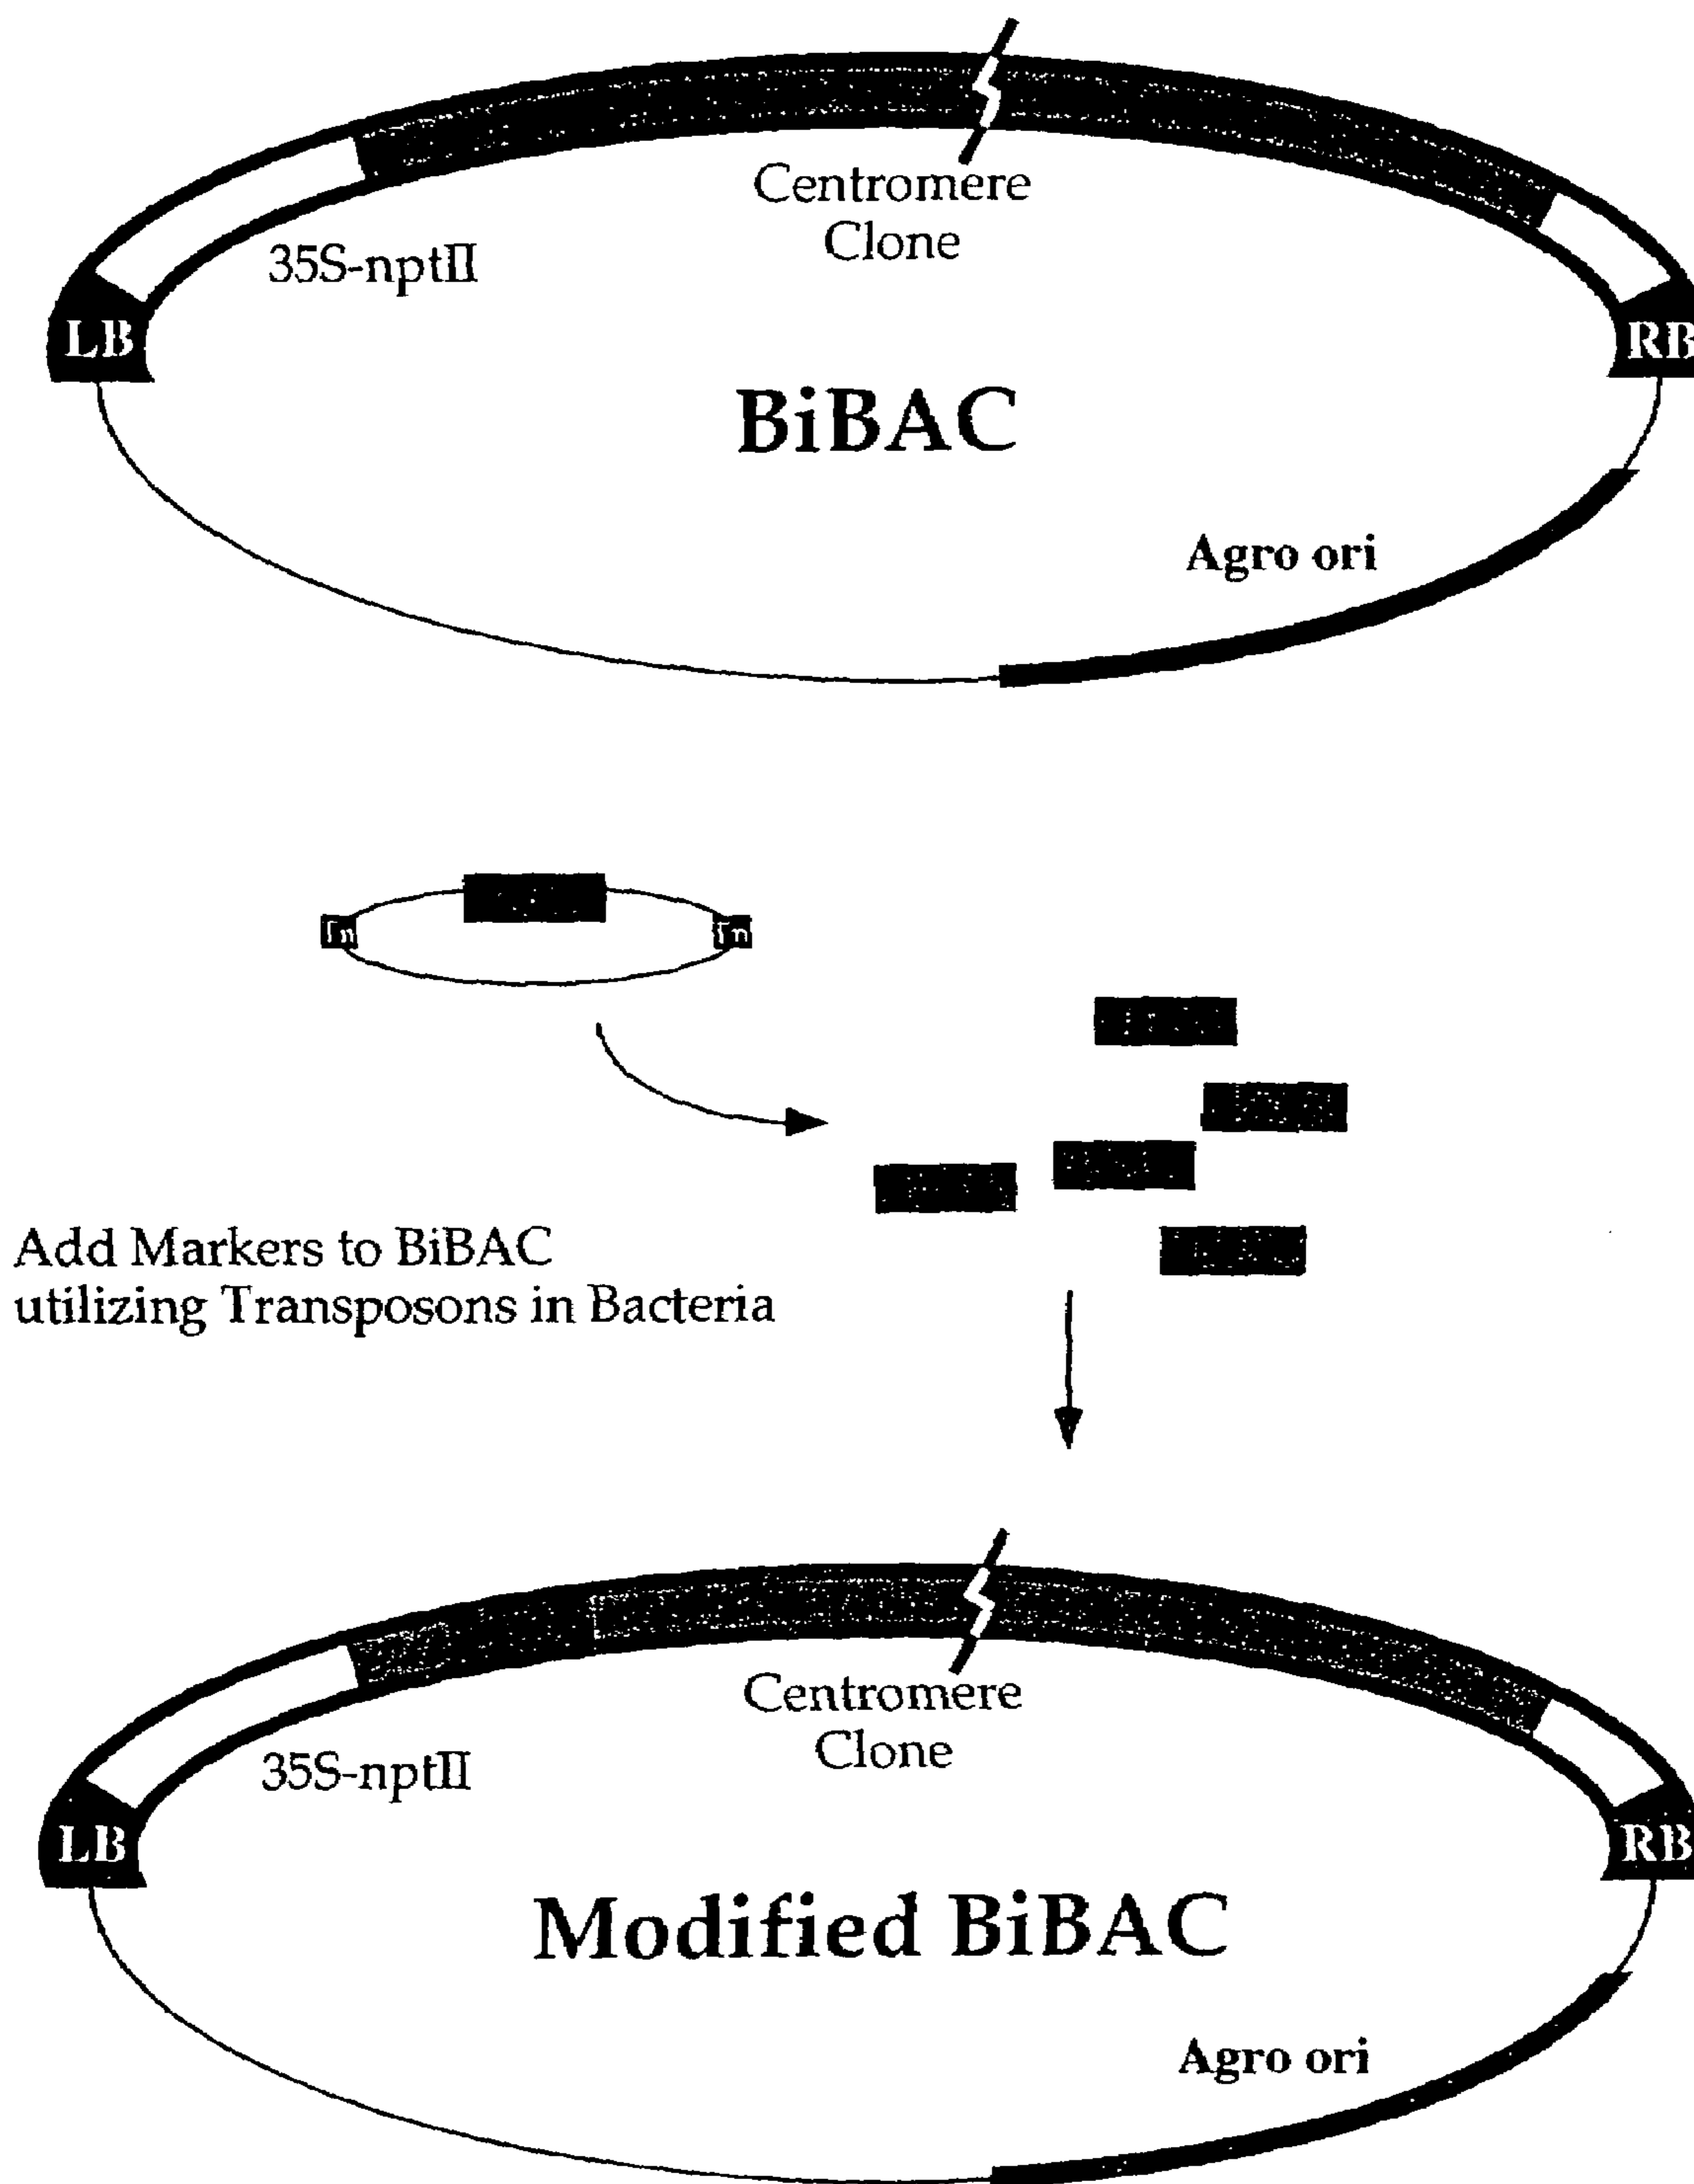 Centromere
Clone
35S-nptII
LB
RB
BiBAC
Agro ori
Tn
Tn
Add Markers to BiBAC
utilizing Transposons in Bacteria
Centromere
Clone
35S-nptII
LB
RB
Modified BiBAC
Agro ori